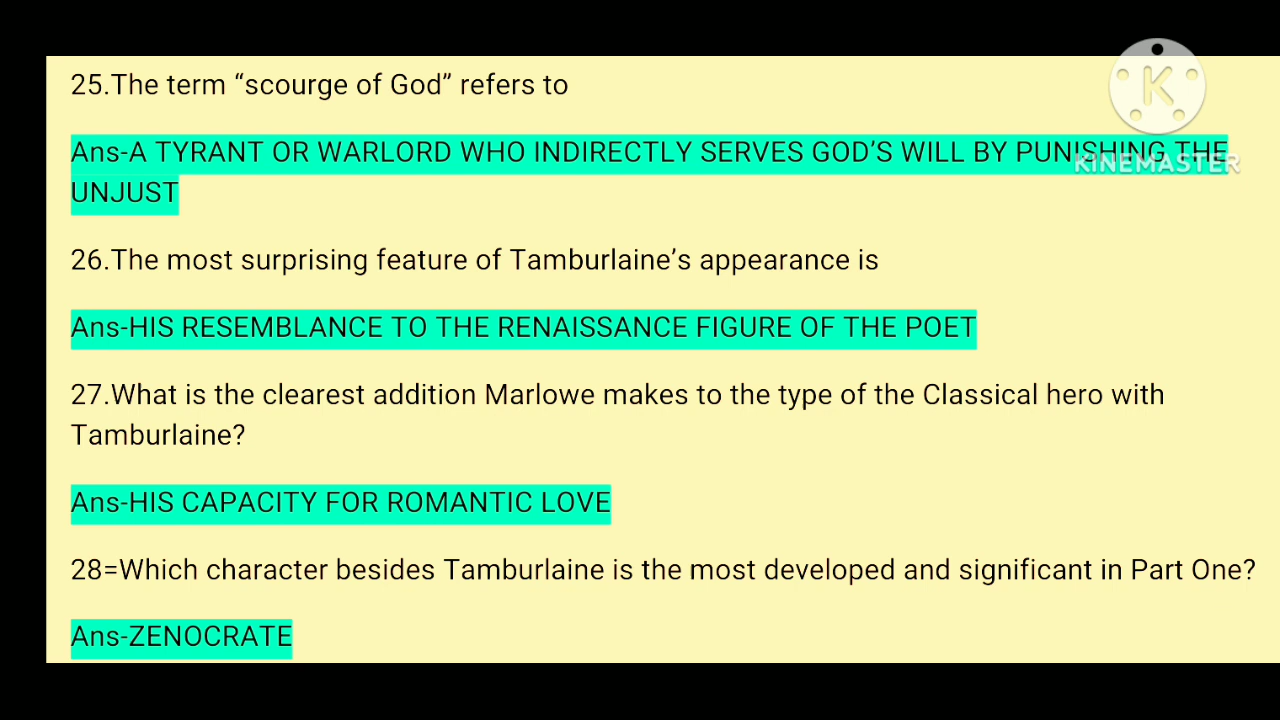 25.The term “scourge of God” refers to
Ans-A TYRANT OR WARLORD WHO INDIRECTLY SERVES GOD’S WILL BY PUNISHING THE
UNJUST
26.The most surprising feature of Tamburlaine’s appearance is
Ans-HIS RESEMBLANCE TO THE RENAISSANCE FIGURE OF THE POET
27.What is the clearest addition Marlowe makes to the type of the Classical hero with
Tamburlaine?
Ans-HIS CAPACITY FOR ROMANTIC LOVE
28=Which character besides Tamburlaine is the most developed and significant in Part One?
Ans-ZENOCRATE
K
KINEMASTER